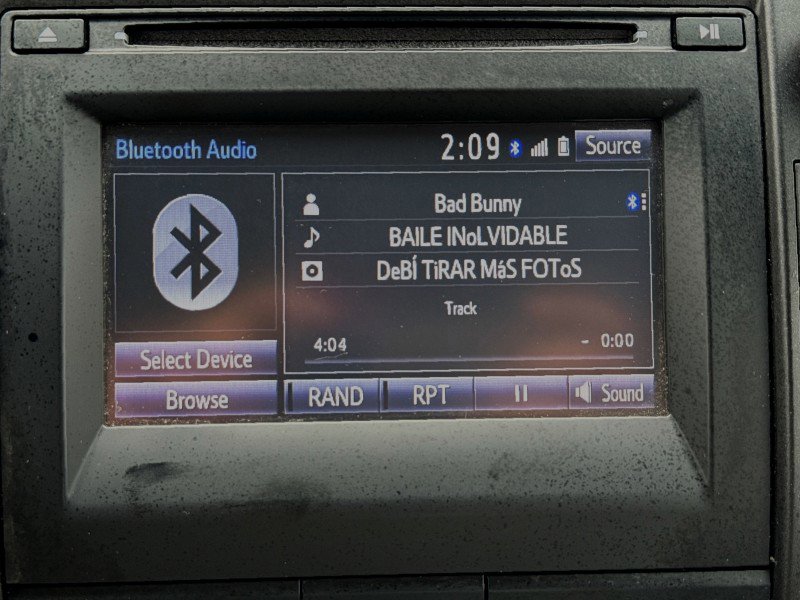 Bluetooth Audio 2:09 Source
Bad Bunny
BAILE INoLVIDABLE
DeBÍ TiRAR MáS FOToS
Track
4:04 - 0:00
Select Device
Browse RAND RPT Sound